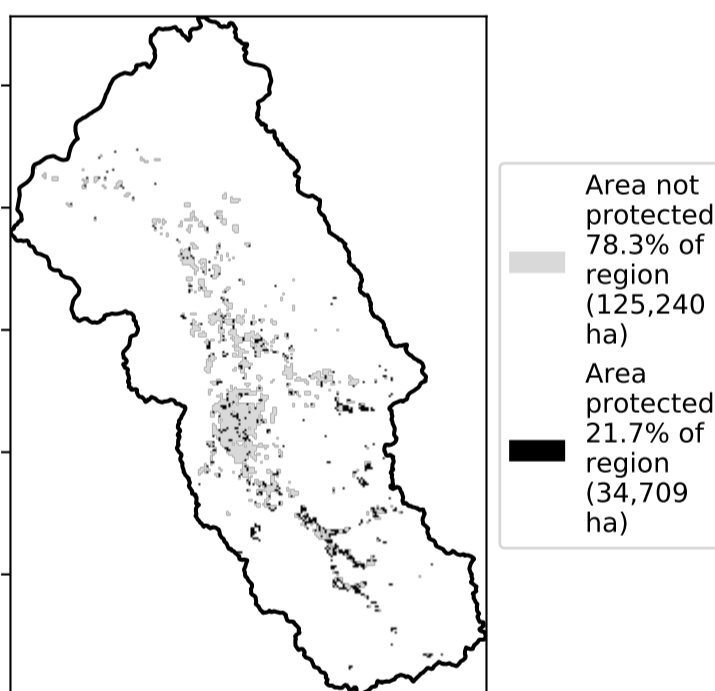 Area not
protected
78.3% of
region
(125,240
ha)
Area
protected
21.7% of
region
(34,709
ha)